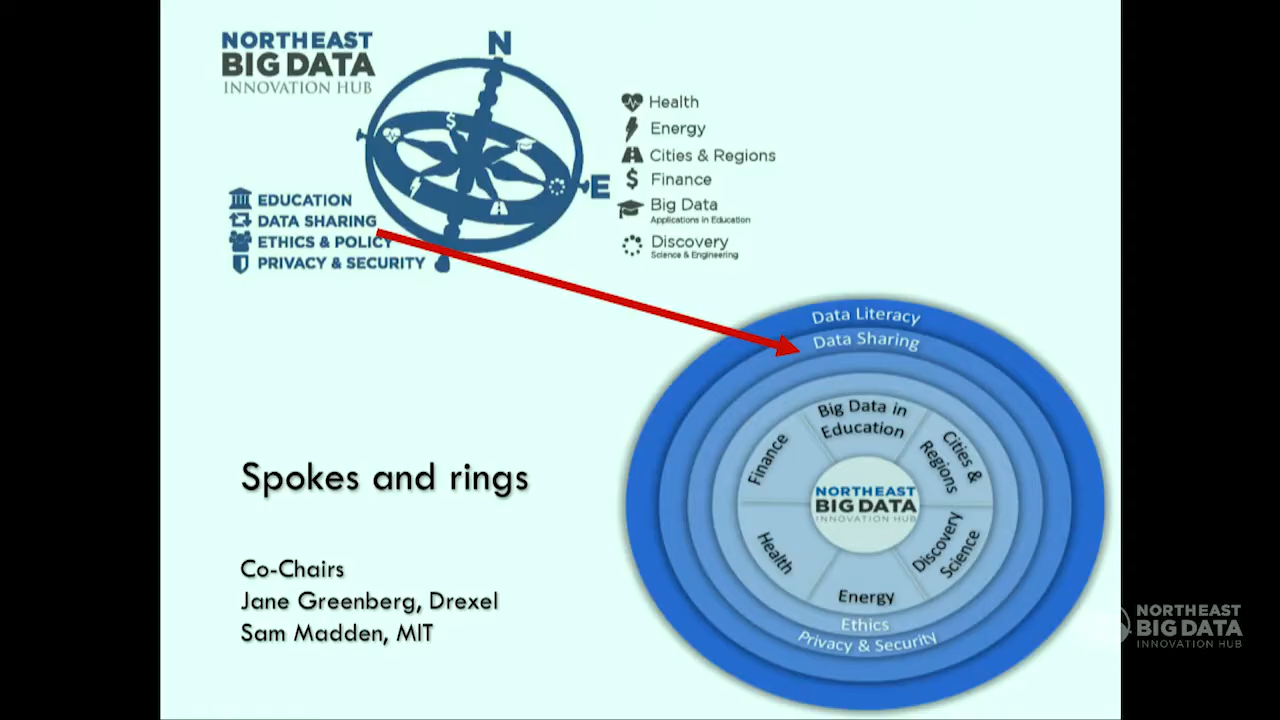 NORTHEAST
BIG DATA
INNOVATION HUB
N
E
Health
Energy
Cities & Regions
$ Finance
Big Data
Applications in Education
Discovery
Science & Engineering
EDUCATION
DATA SHARING
ETHICS & POLICY
PRIVACY & SECURITY
Data Literacy
Data Sharing
Big Data in
Education
Cities &
Regions
Discovery
Science
Energy
Health
Finance
NORTHEAST
BIG DATA
INNOVATION HUB
Ethics
Privacy & Security
Spokes and rings
Co-Chairs
Jane Greenberg, Drexel
Sam Madden, MIT
NORTHEAST
BIG DATA
INNOVATION HUB